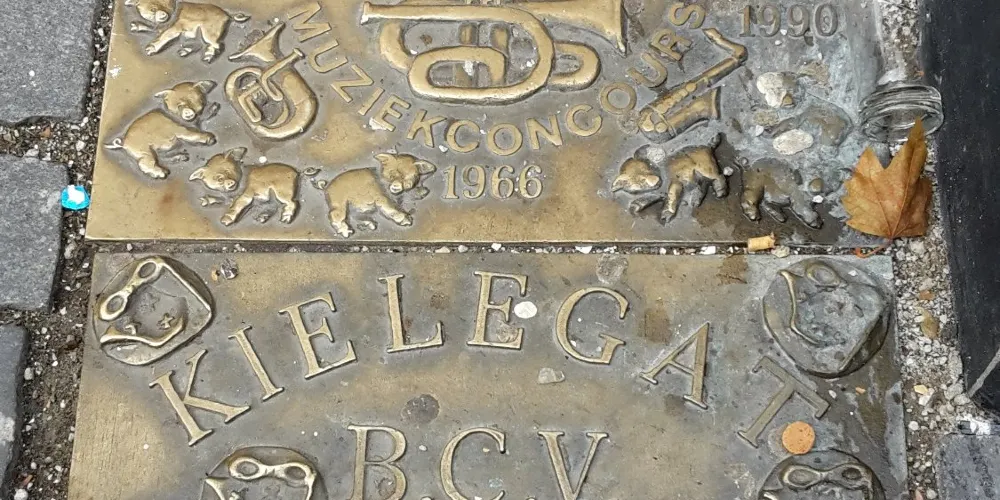 1990
MUZIEKCONCOURS
1966
KIELEGAT
B.C.V.